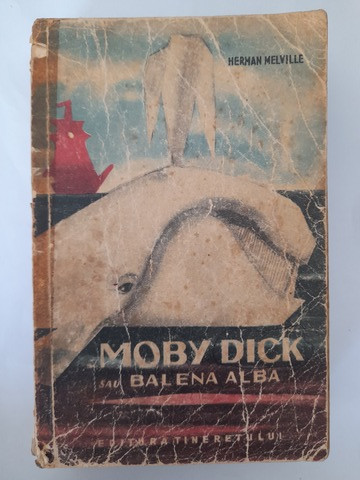 HERMAN MELVILLE
MOBY DICK
SAU BALENA ALBA
EDITURA TINERETULUI